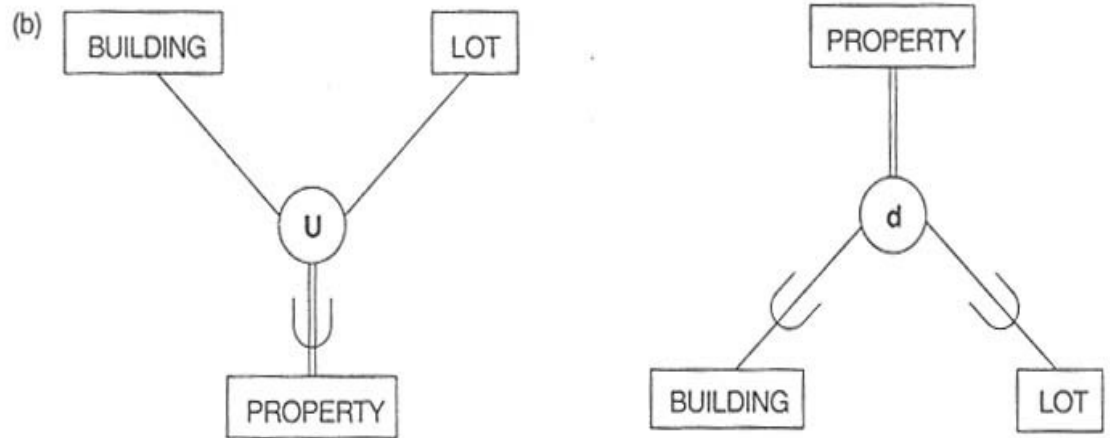 (b)
BUILDING
LOT
U
PROPERTY
PROPERTY
d
BUILDING
LOT